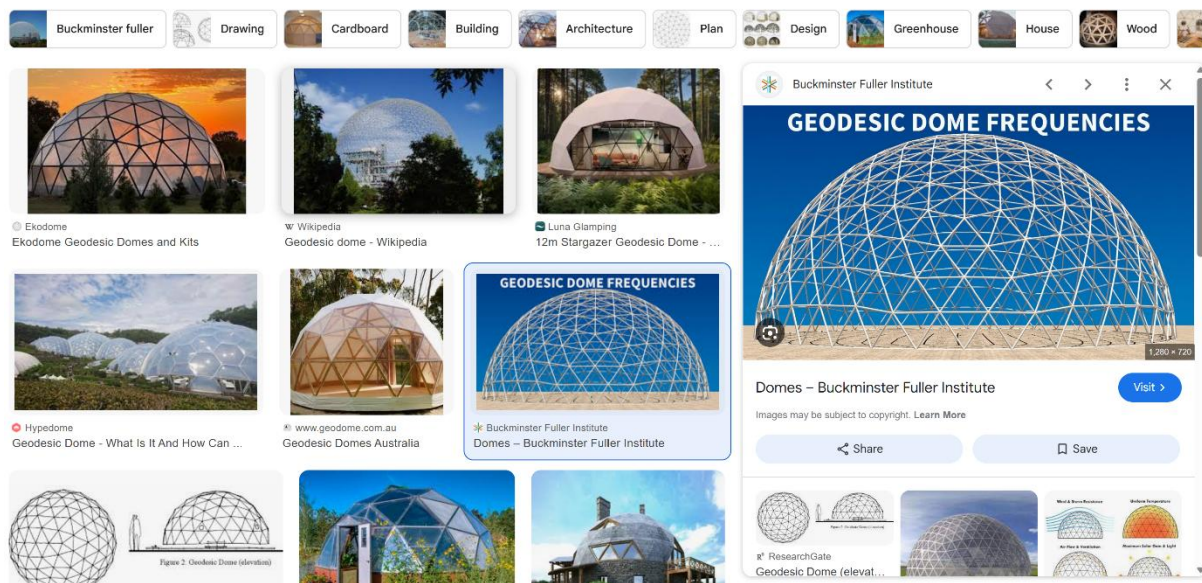 Buckminster fuller
Drawing
Cardboard
Building
Architecture
Plan
Design
Greenhouse
House
Wood
Ekodome
Ekodome Geodesic Domes and Kits
W Wikipedia
Geodesic dome - Wikipedia
Luna Glamping
12m Stargazer Geodesic Dome - ...
Hypedome
Geodesic Dome - What Is It And How Can ...
www.geodome.com.au
Geodesic Domes Australia
GEODESIC DOME FREQUENCIES
Buckminster Fuller Institute
Domes – Buckminster Fuller Institute
Figure 2. Geodesic Dome (elevation)
Buckminster Fuller Institute
GEODESIC DOME FREQUENCIES
1,280 × 720
Domes – Buckminster Fuller Institute
Visit
Images may be subject to copyright. Learn More
Share
Save
ResearchGate
Geodesic Dome (elevat...